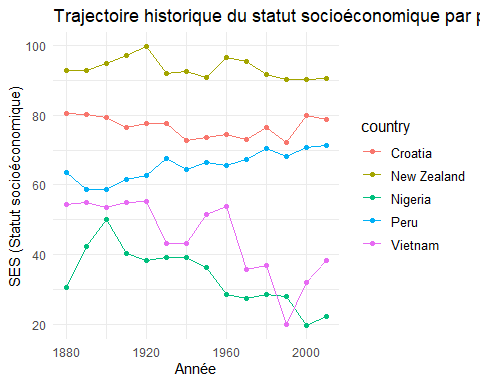 Trajectoire historique du statut socioéconomique par
SES (Statut socioéconomique)
100
80
60
40
20
1880
1920
1960
2000
Année
country
Croatia
New Zealand
Nigeria
Peru
Vietnam